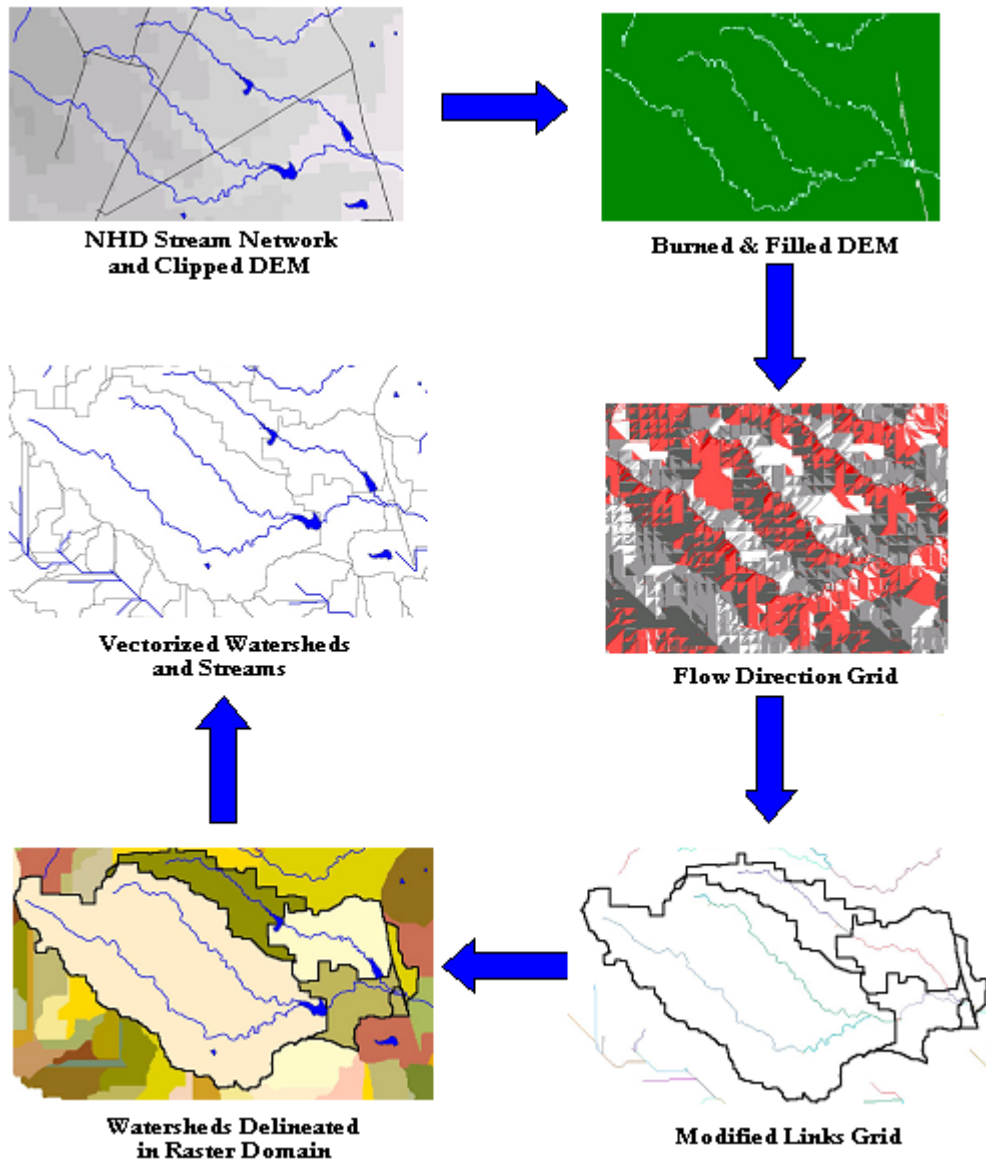 NHD Stream Network
and Clipped DEM
Burned & Filled DEM
Vectorized Watersheds
and Streams
Flow Direction Grid
Watersheds Delineated
in Raster Domain
Modified Links Grid